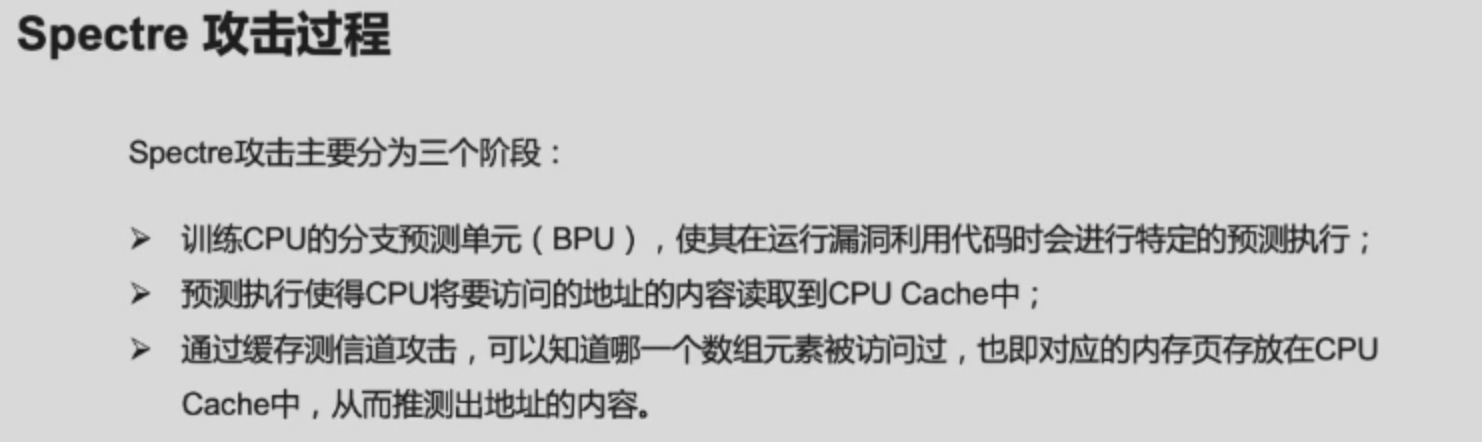 Spectre 攻击过程
Spectre攻击主要分为三个阶段：
➢ 训练CPU的分支预测单元（BPU），使其在运行漏洞利用代码时会进行特定的预测执行；
➢ 预测执行使得CPU将要访问的地址的内容读取到CPU Cache中；
➢ 通过缓存测信道攻击，可以知道哪一个数组元素被访问过，也即对应的内存页存放在CPU
Cache中，从而推测出地址的内容。